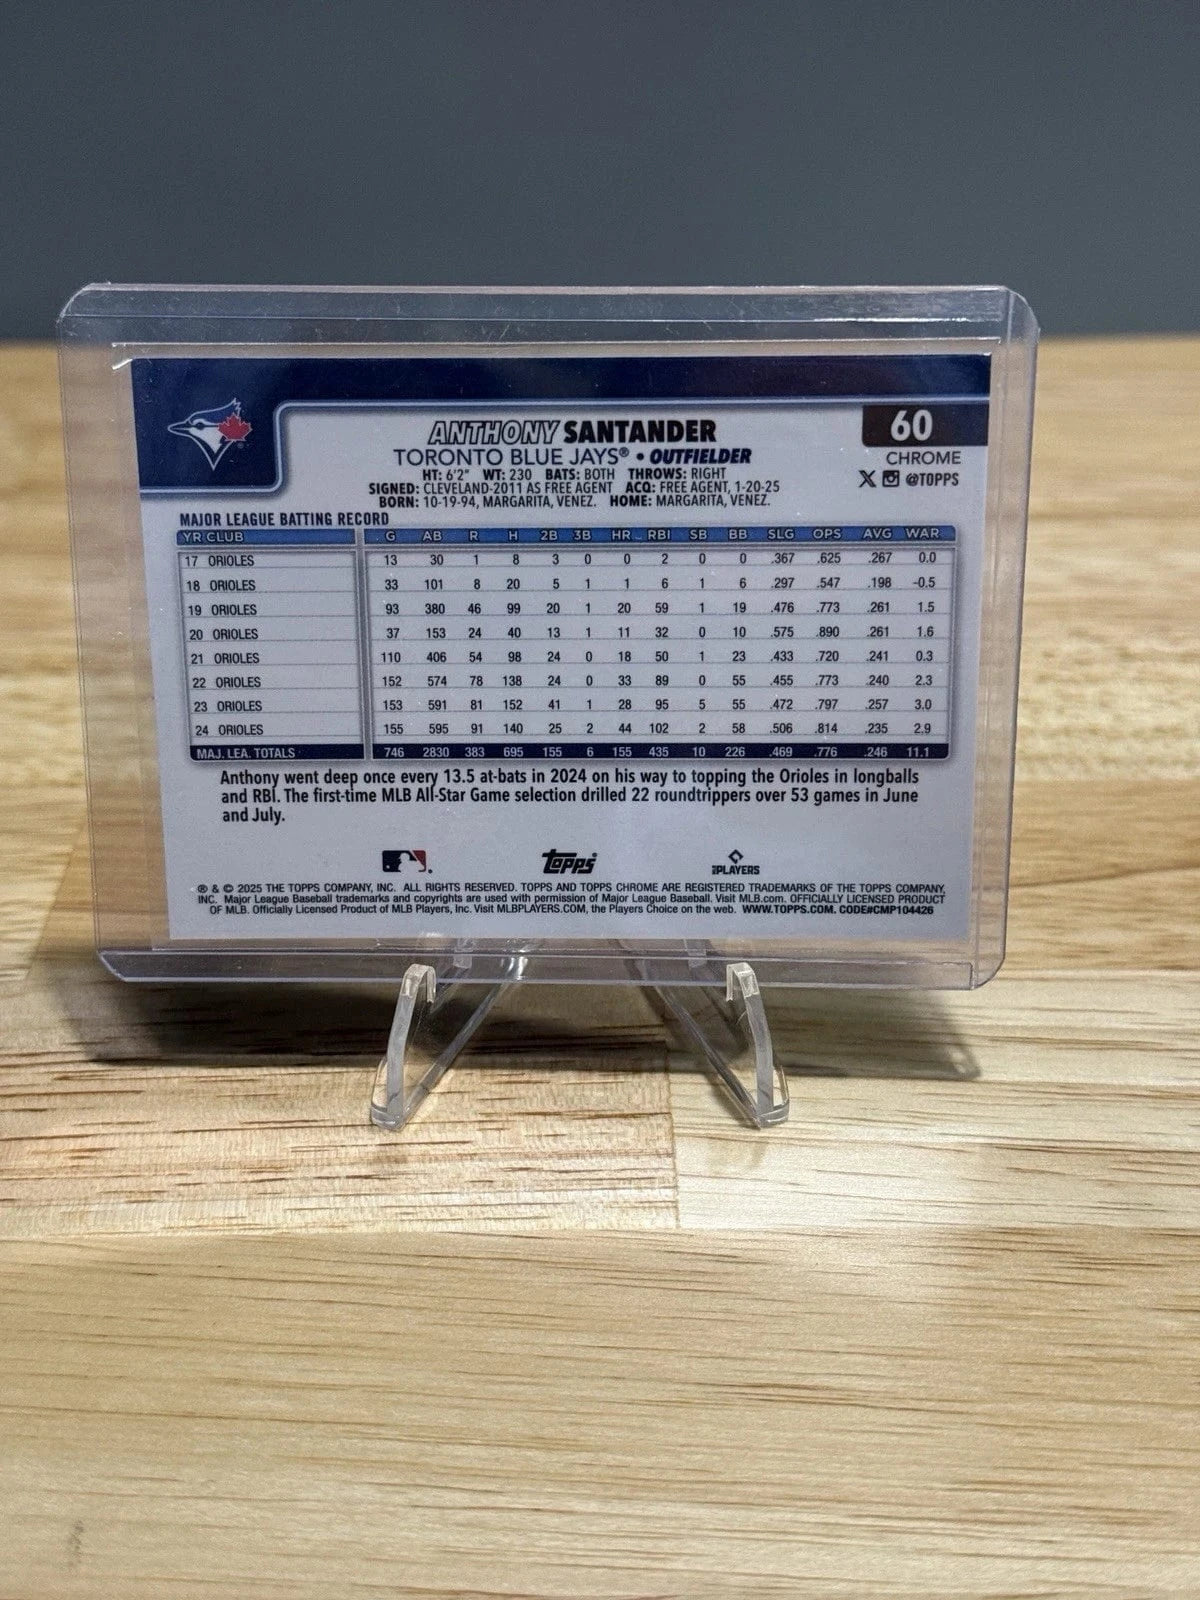 ANTHONY SANTANDER
60
TORONTO BLUE JAYS® • OUTFIELDER
CHROME
HT: 6'2" WT: 230 BATS: BOTH THROWS: RIGHT
X @TOPPS
SIGNED: CLEVELAND-2011 AS FREE AGENT ACQ: FREE AGENT, 1-20-25
BORN: 10-19-94, MARGARITA, VENEZ. HOME: MARGARITA, VENEZ.
MAJOR LEAGUE BATTING RECORD
YR CLUB G AB R H 2B 3B HR RBI SB BB SLG OPS AVG WAR
17 ORIOLES 13 30 1 8 3 0 0 2 0 0 .367 .625 .267 0.0
18 ORIOLES 33 101 8 20 5 1 1 6 1 6 .297 .547 .198 -0.5
19 ORIOLES 93 380 46 99 20 1 20 59 1 19 .476 .773 .261 1.5
20 ORIOLES 37 153 24 40 13 1 11 32 0 10 .575 .890 .261 1.6
21 ORIOLES 110 406 54 98 24 0 18 50 1 23 .433 .720 .241 0.3
22 ORIOLES 152 574 78 138 24 0 33 89 0 55 .455 .773 .240 2.3
23 ORIOLES 153 591 81 152 41 1 28 95 5 55 .472 .797 .257 3.0
24 ORIOLES 155 595 91 140 25 2 44 102 2 58 .506 .814 .235 2.9
MAJ. LEA. TOTALS 746 2830 383 695 155 6 155 435 10 226 .469 .776 .246 11.1
Anthony went deep once every 13.5 at-bats in 2024 on his way to topping the Orioles in longballs
and RBI. The first-time MLB All-Star Game selection drilled 22 roundtrippers over 53 games in June
and July.
Topps
MLBPLAYERS
® & © 2025 THE TOPPS COMPANY, INC. ALL RIGHTS RESERVED. TOPPS AND TOPPS CHROME ARE REGISTERED TRADEMARKS OF THE TOPPS COMPANY,
INC. Major League Baseball trademarks and copyrights are used with permission of Major League Baseball. Visit MLB.com. OFFICIALLY LICENSED PRODUCT
OF MLB. Officially Licensed Product of MLB Players, Inc. Visit MLBPLAYERS.COM, the Players Choice on the web. WWW.TOPPS.COM. CODE#CMP104426